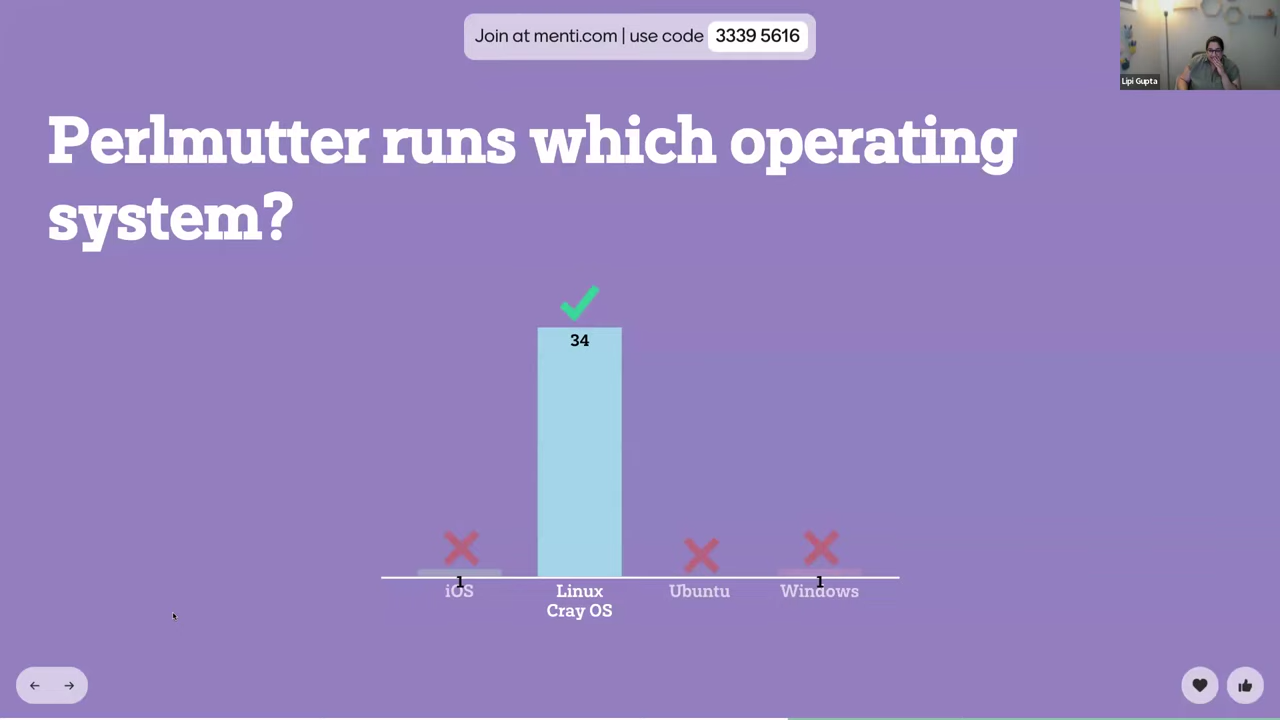 Join at menti.com | use code 3339 5616
Lipi Gupta
Perlmutter runs which operating
system?
34
1
1
iOS
Linux
Cray OS
Ubuntu
Windows